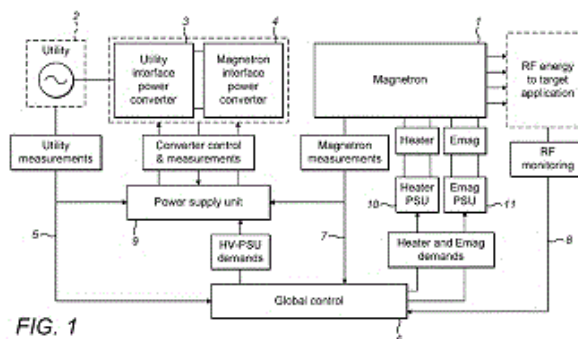 2
3
4
1
Utility
Utility
interface
power
converter
Magnetron
interface
power
converter
Magnetron
RF energy
to target
application
Utility
measurements
Converter control
& measurements
Magnetron
measurements
Heater
Emag
RF
monitoring
Power supply unit
10
Heater
PSU
Emag
PSU
11
5
9
HV-PSU
demands
7
Heater and Emag
demands
8
Global control
6
FIG. 1